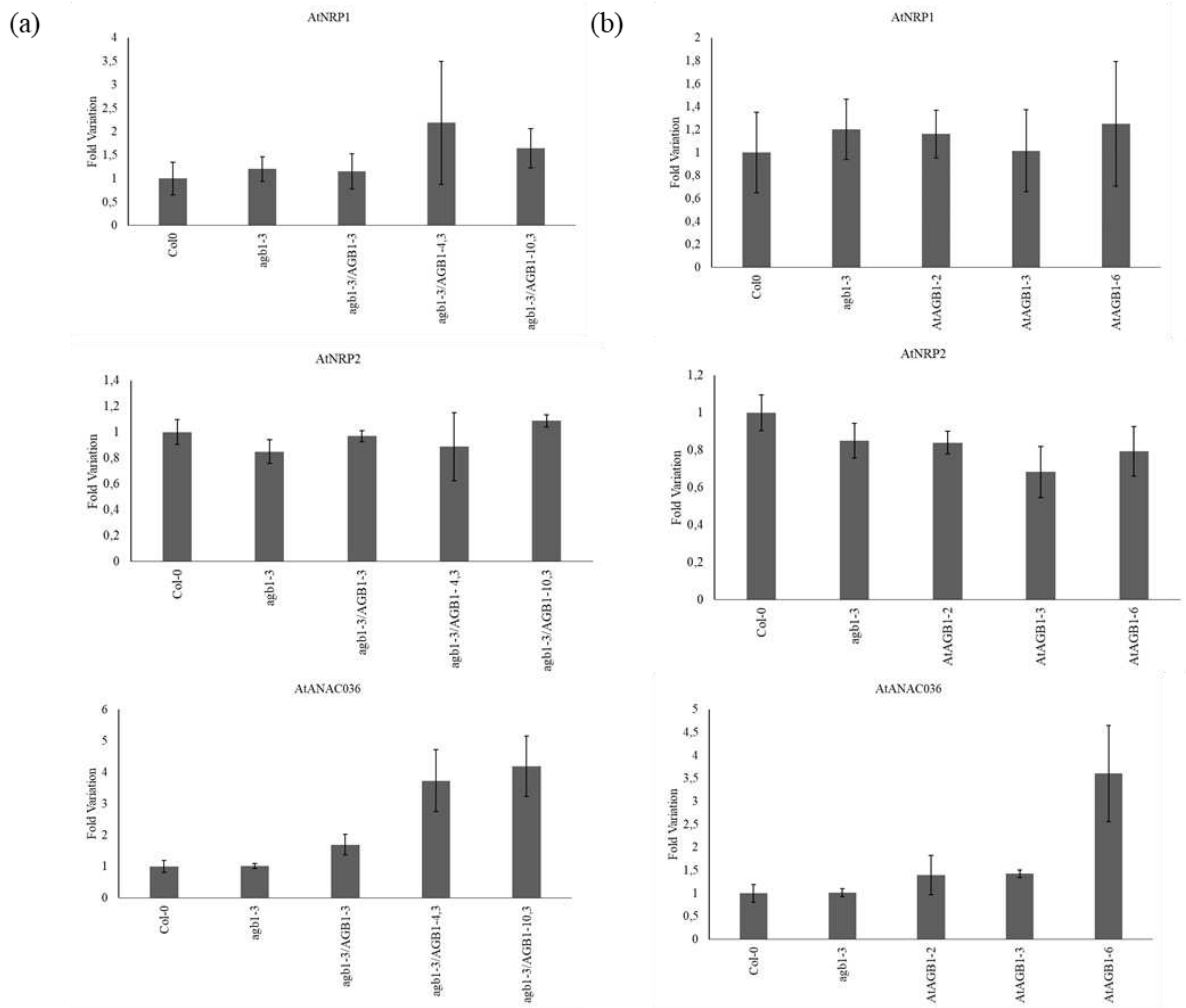 (a)
AtNRP1
Fold Variation
4
3,5
3
2,5
2
1,5
1
0,5
0
Col0
agb1-3
agb1-3/AGB1-3
agb1-3/AGB1-4,3
agb1-3/AGB1-10,3
(b)
AtNRP1
Fold Variation
2
1,8
1,6
1,4
1,2
1
0,8
0,6
0,4
0,2
0
Col0
agb1-3
AtAGB1-2
AtAGB1-3
AtAGB1-6
AtNRP2
Fold Variation
1,4
1,2
1
0,8
0,6
0,4
0,2
0
Col-0
agb1-3
agb1-3/AGB1-3
agb1-3/AGB1- 4,3
agb1-3/AGB1-10,3
AtNRP2
Fold Variation
1,2
1
0,8
0,6
0,4
0,2
0
Col-0
agb1-3
AtAGB1-2
AtAGB1-3
AtAGB1-6
AtANAC036
Fold Variation
6
5
4
3
2
1
0
Col-0
agb1-3
agb1-3/AGB1-3
agb1-3/AGB1-4,3
agb1-3/AGB1-10,3
AtANAC036
Fold Variation
5
4,5
4
3,5
3
2,5
2
1,5
1
0,5
0
Col-0
agb1-3
AtAGB1-2
AtAGB1-3
AtAGB1-6